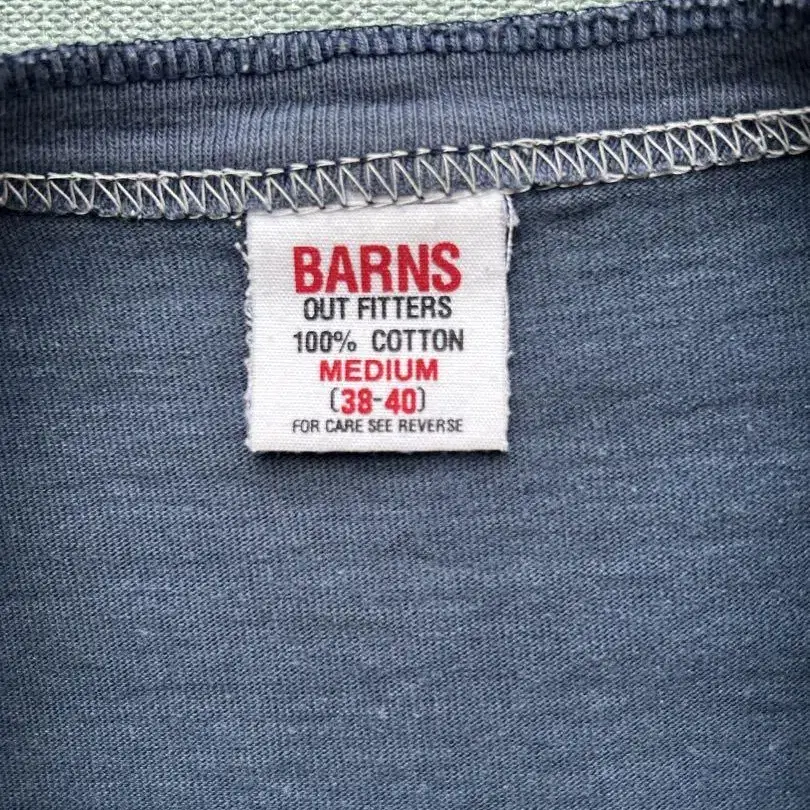 BARNS
OUT FITTERS
100% COTTON
MEDIUM
(38-40)
FOR CARE SEE REVERSE